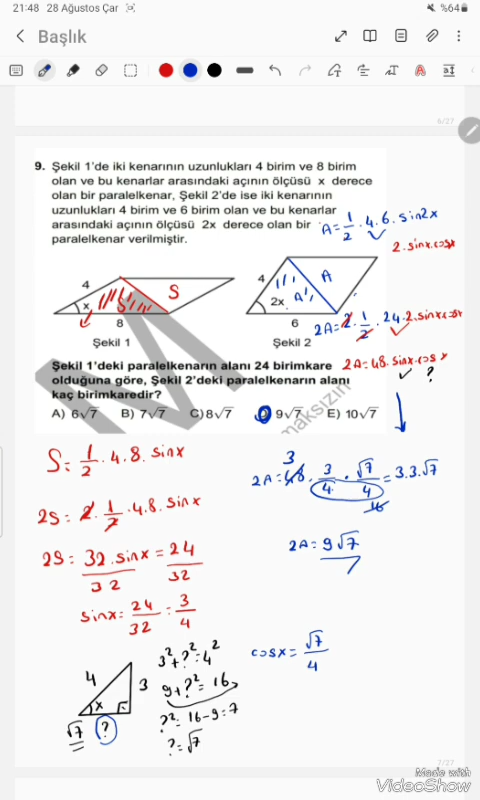 21:48 28 Ağustos Çar %64
Başlık
6/27
9. Şekil 1'de iki kenarının uzunlukları 4 birim ve 8 birim
olan ve bu kenarlar arasındaki açının ölçüsü x derece
olan bir paralelkenar, Şekil 2'de ise iki kenarının
uzunlukları 4 birim ve 6 birim olan ve bu kenarlar
arasındaki açının ölçüsü 2x derece olan bir
paralelkenar verilmiştir.
A=1/2 · 4.6. sin2x
2.sinx.cosx
4 x 8 S S
Şekil 1
4 2x 6 A A
Şekil 2
2A=2.1/2. 24.2.sinx.cosx
Şekil 1'deki paralelkenarın alanı 24 birimkare
olduğuna göre, Şekil 2'deki paralelkenarın alanı
kaç birimkaredir?
2A=48.sinx.cosx
?
A) 6√7 B) 7√7 C) 8√7 9√7 E) 10√7
maksızın
S=1/2 · 4.8. sinx
2S=2.1/2 · 4.8.sinx
2S=32.sinx/32=24/32
sinx=24/32=3/4
3
2A=48. 3/4 · √7/4=3.3.√7
16
2A=9√7
4 3 x √7 ?
3²+?²=4²
9+?²=16
?²=16-9=7
?=√7
cosx=√7/4
7/27
Made with
VideoShow